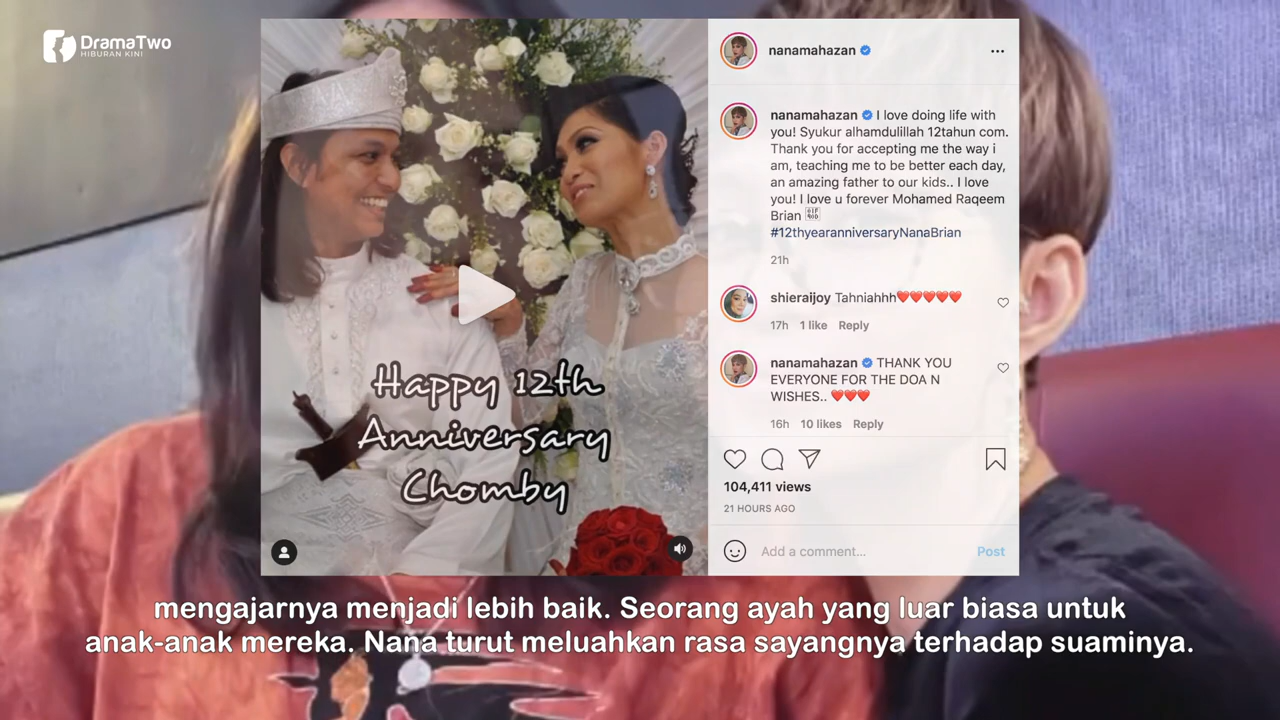 DramaTwo
HIBURAN KINI
nanamahazan
nanamahazan I love doing life with
you! Syukur alhamdulillah 12tahun com.
Thank you for accepting me the way i
am, teaching me to be better each day,
an amazing father to our kids.. I love
you! I love u forever Mohamed Raqeem
Brian
#12thyearanniversaryNanaBrian
21h
shieraijoy Tahniahhh❤️❤️❤️❤️❤️
17h 1 like Reply
nanamahazan THANK YOU
EVERYONE FOR THE DOA N
WISHES.. ❤️❤️❤️
16h 10 likes Reply
104,411 views
21 HOURS AGO
Add a comment... Post
Happy 12th
Anniversary
Chomby
mengajarnya menjadi lebih baik. Seorang ayah yang luar biasa untuk
anak-anak mereka. Nana turut meluahkan rasa sayangnya terhadap suaminya.